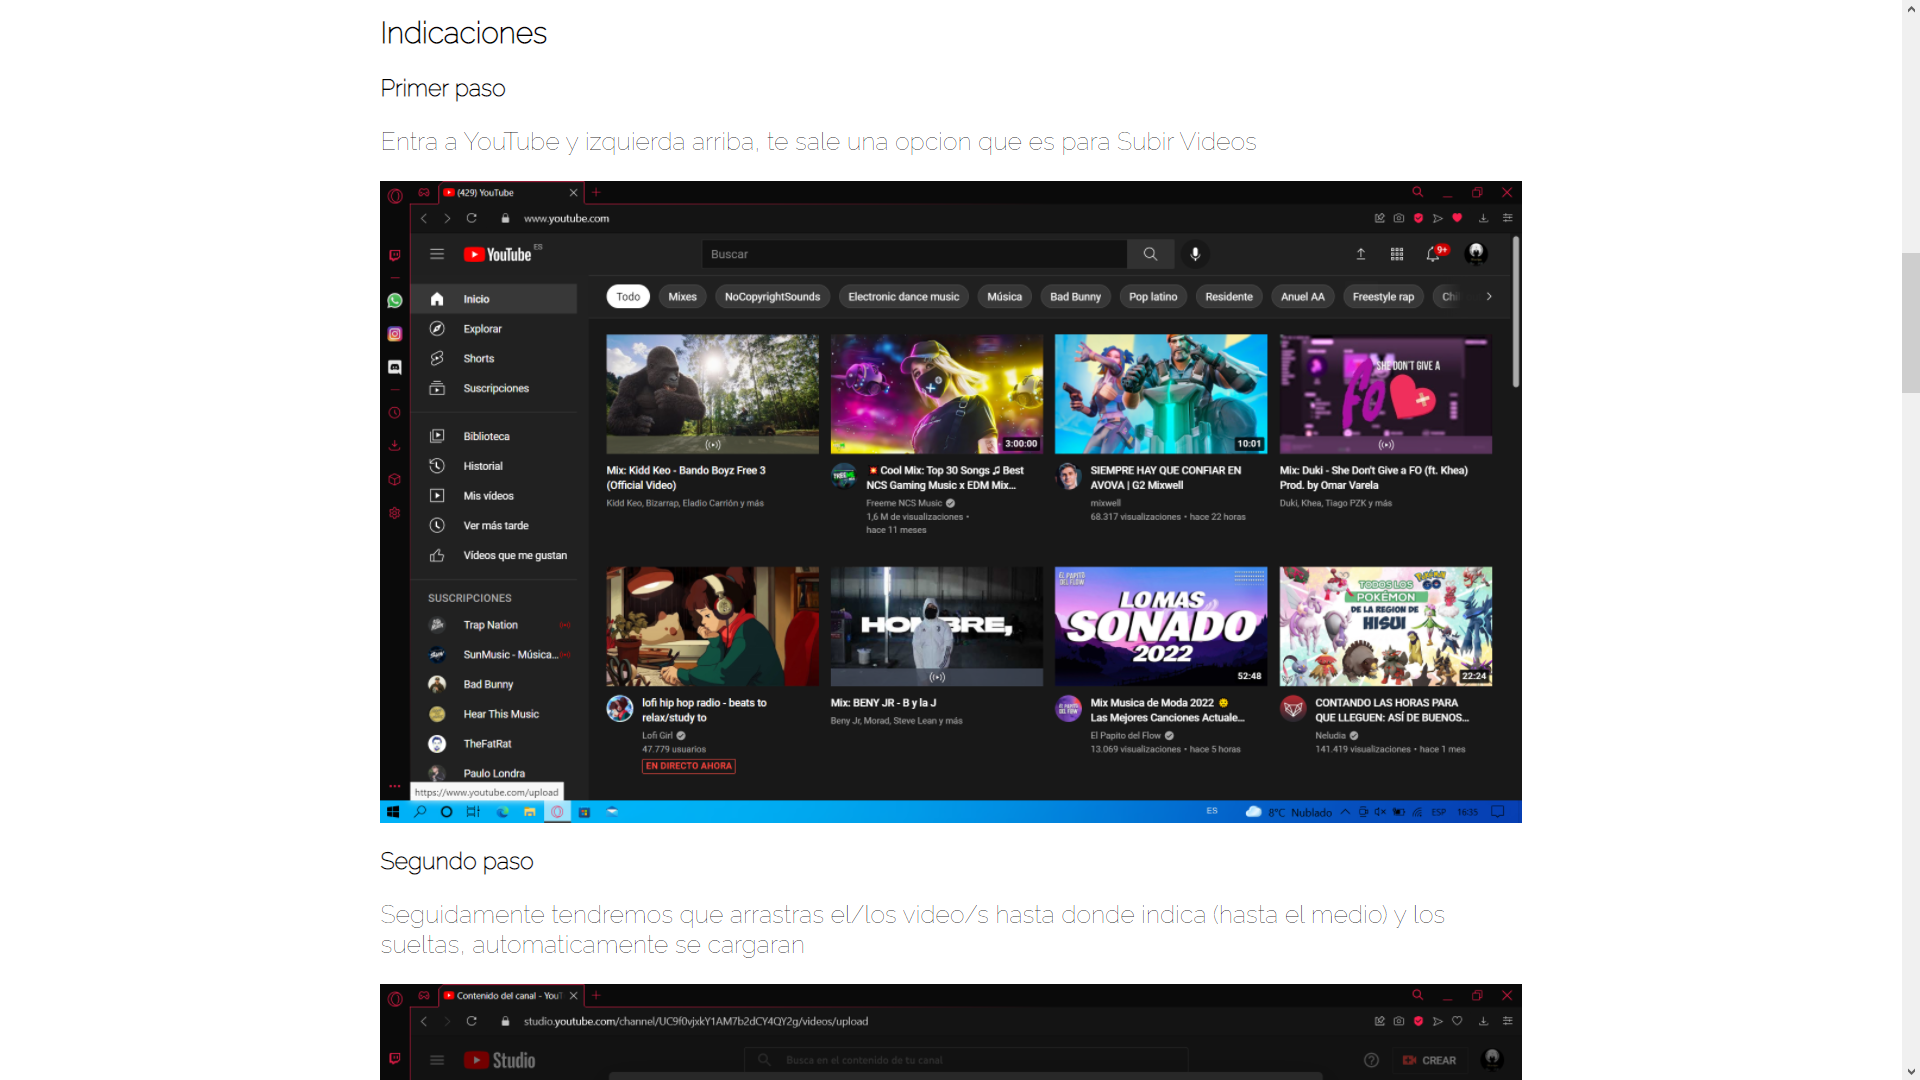 Indicaciones
Primer paso
Entra a YouTube y izquierda arriba, te sale una opcion que es para Subir Videos
(429) YouTube
www.youtube.com
YouTube ES
Buscar
9+
Inicio
Explorar
Shorts
Suscripciones
Biblioteca
Historial
Mis vídeos
Ver más tarde
Vídeos que me gustan
SUSCRIPCIONES
Trap Nation
SunMusic - Música...
Bad Bunny
Hear This Music
TheFatRat
Paulo Londra
https://www.youtube.com/upload
Todo
Mixes
NoCopyrightSounds
Electronic dance music
Música
Bad Bunny
Pop latino
Residente
Anuel AA
Freestyle rap
3:00:00
10:01
SHE DON'T GIVE A
FO
Mix: Kidd Keo - Bando Boyz Free 3
(Official Video)
Kidd Keo, Bizarrap, Eladio Carrión y más
💥 Cool Mix: Top 30 Songs ♫ Best
NCS Gaming Music x EDM Mix...
Freeme NCS Music
1,6 M de visualizaciones •
hace 11 meses
SIEMPRE HAY QUE CONFIAR EN
AVOVA | G2 Mixwell
mixwell
68.317 visualizaciones • hace 22 horas
Mix: Duki - She Don't Give a FO (ft. Khea)
Prod. by Omar Varela
Duki, Khea, Tiago PZK y más
HOMBRE,
EL PAPITO
DEL FLOW
LO MAS
SONADO
2022
52:48
TODOS LOS
POKÉMON
DE LA REGION DE
HISUI
Pokémon
GO
22:24
lofi hip hop radio - beats to
relax/study to
Lofi Girl
47.779 usuarios
EN DIRECTO AHORA
Mix: BENY JR - B y la J
Beny Jr, Morad, Steve Lean y más
Mix Musica de Moda 2022 😗
Las Mejores Canciones Actuale...
El Papito del Flow
13.069 visualizaciones • hace 5 horas
CONTANDO LAS HORAS PARA
QUE LLEGUEN: ASÍ DE BUENOS...
Neludia
141.419 visualizaciones • hace 1 mes
ES
8°C Nublado
ESP
16:35
Segundo paso
Seguidamente tendremos que arrastras el/los video/s hasta donde indica (hasta el medio) y los
sueltas, automaticamente se cargaran
Contenido del canal - YouT
studio.youtube.com/channel/UC9f0vjxkY1AM7b2dCY4QY2g/videos/upload
Studio
Busca en el contenido de tu canal
CREAR